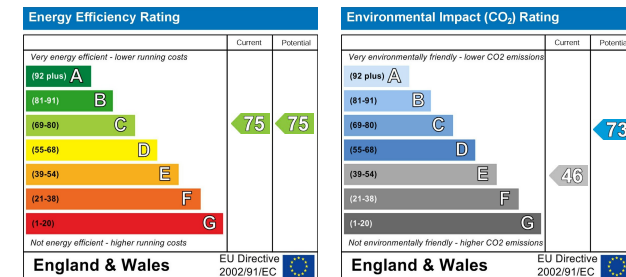 Energy Efficiency Rating
Current Potential
Very energy efficient - lower running costs
(92 plus) A
(81-91) B
(69-80) C
75 75
(55-68) D
(39-54) E
(21-38) F
(1-20) G
Not energy efficient - higher running costs
England & Wales
EU Directive
2002/91/EC
Environmental Impact (CO2) Rating
Current Potential
Very environmentally friendly - lower CO2 emissions
(92 plus) A
(81-91) B
(69-80) C
73
(55-68) D
(39-54) E
46
(21-38) F
(1-20) G
Not environmentally friendly - higher CO2 emissions
England & Wales
EU Directive
2002/91/EC